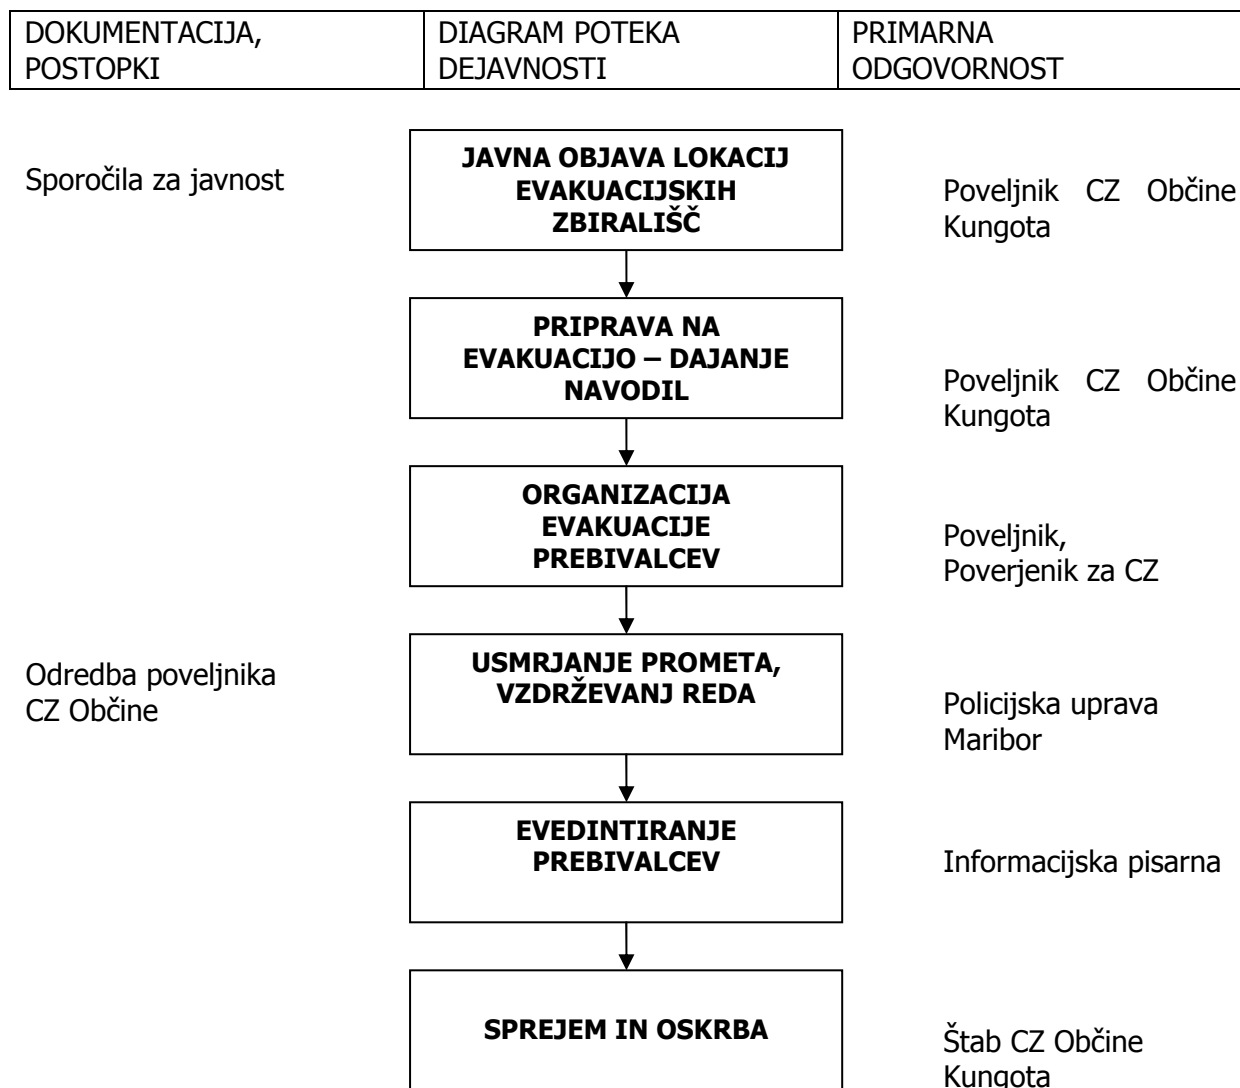 DOKUMENTACIJA,
POSTOPKI
DIAGRAM POTEKA
DEJAVNOSTI
PRIMARNA
ODGOVORNOST
Sporočila za javnost
JAVNA OBJAVA LOKACIJ
EVAKUACIJSKIH
ZBIRALIŠČ
Poveljnik CZ Občine
Kungota
PRIPRAVA NA
EVAKUACIJO – DAJANJE
NAVODIL
Poveljnik CZ Občine
Kungota
ORGANIZACIJA
EVAKUACIJE
PREBIVALCEV
Poveljnik,
Poverjenik za CZ
Odredba poveljnika
CZ Občine
USMRJANJE PROMETA,
VZDRŽEVANJ REDA
Policijska uprava
Maribor
EVEDINTIRANJE
PREBIVALCEV
Informacijska pisarna
SPREJEM IN OSKRBA
Štab CZ Občine
Kungota